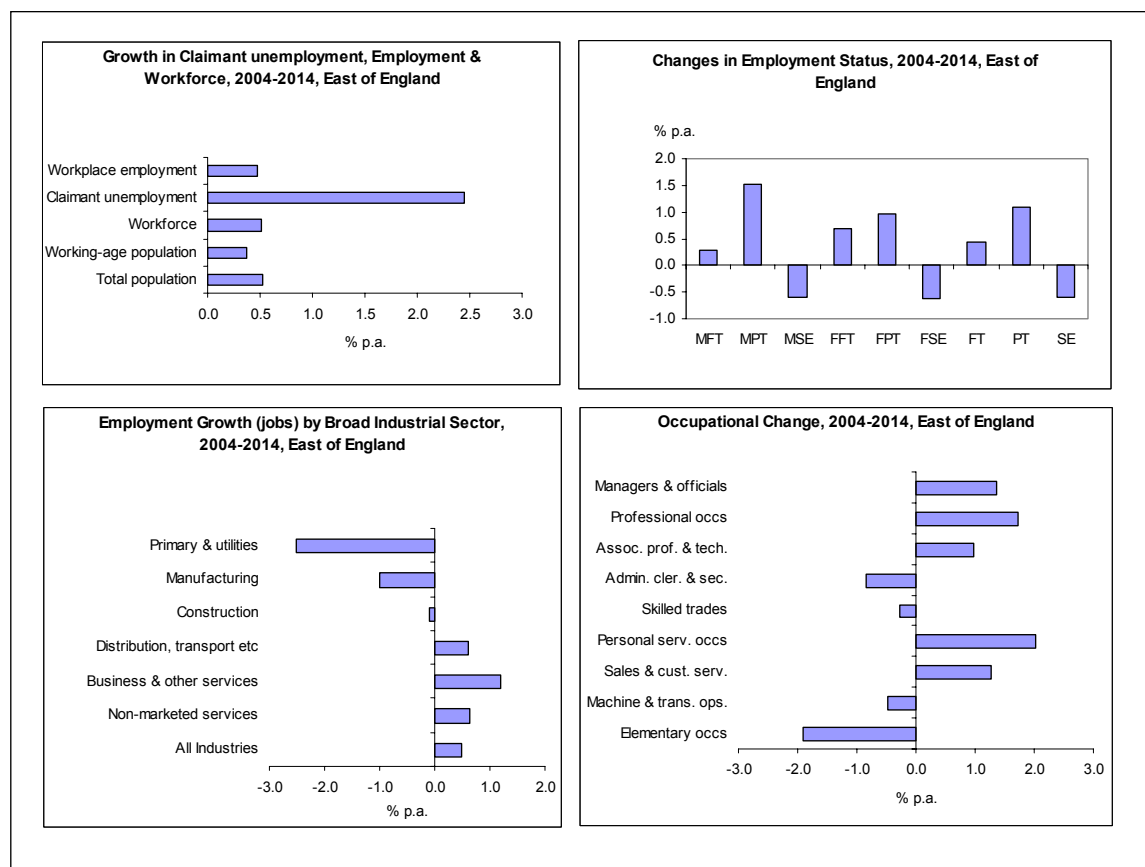 Growth in Claimant unemployment, Employment &
Workforce, 2004-2014, East of England
Workplace employment
Claimant unemployment
Workforce
Working-age population
Total population
0.0 0.5 1.0 1.5 2.0 2.5 3.0
% p.a.
Changes in Employment Status, 2004-2014, East of
England
% p.a.
2.0
1.5
1.0
0.5
0.0
-0.5
-1.0
MFT MPT MSE FFT FPT FSE FT PT SE
Employment Growth (jobs) by Broad Industrial Sector,
2004-2014, East of England
Primary & utilities
Manufacturing
Construction
Distribution, transport etc
Business & other services
Non-marketed services
All Industries
-3.0 -2.0 -1.0 0.0 1.0 2.0
% p.a.
Occupational Change, 2004-2014, East of England
Managers & officials
Professional occs
Assoc. prof. & tech.
Admin. cler. & sec.
Skilled trades
Personal serv. occs
Sales & cust. serv.
Machine & trans. ops.
Elementary occs
-3.0 -2.0 -1.0 0.0 1.0 2.0 3.0
% p.a.